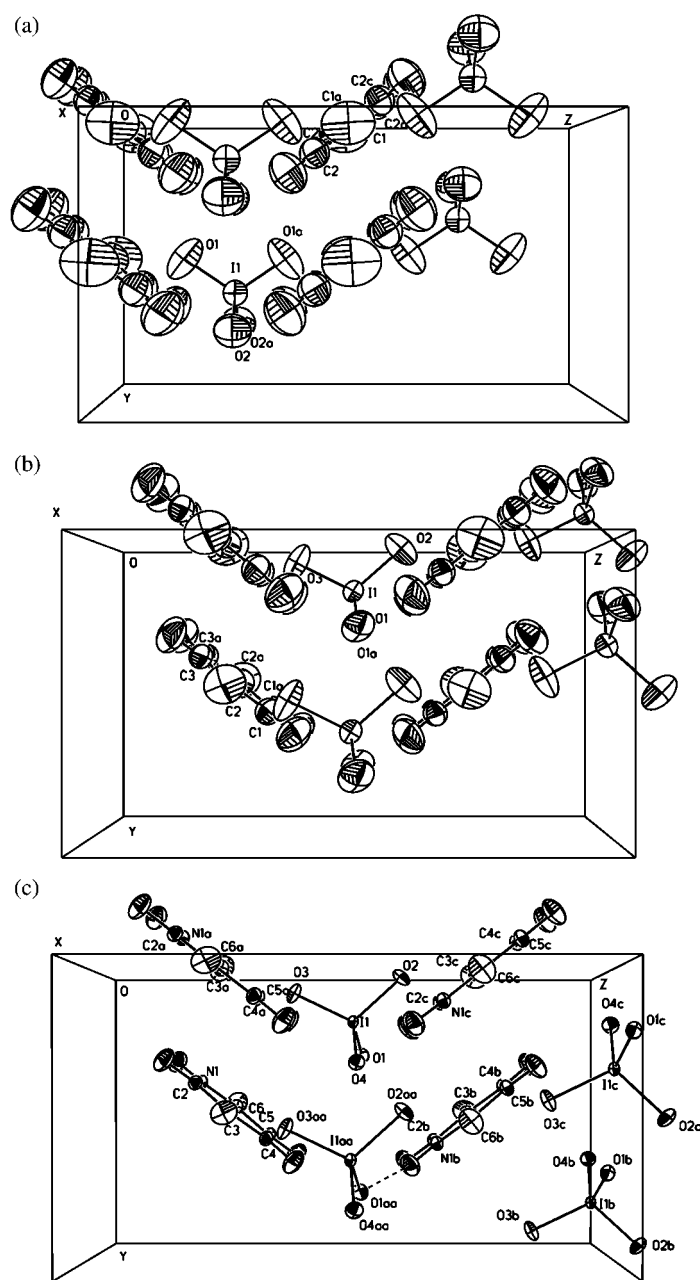 (a)
C2c
C1a
X
O
Z
C2
C2a
C1
C2
O1
O1a
I1
O2a
O2
Y
(b)
X
O2
O
Z
O3
I1
O1
O1a
C3a
C3
C2a
C1a
C2
C1
Y
(c)
X
N1a
C4c
C2a
C6a
C3c
C5c
O3
O2
O
C3a
C5a
C6c
Z
C4a
C2c
N1c
O4c
O1c
I1
O1
O4
N1
C4b
I1c
C2
O2aa
C3b
C5b
C6
O3aa
C2b
O3c
O2c
C3
C5
C6b
C4
I1aa
N1b
O4b
O1b
O1aa
I1b
O4aa
O3b
O2b
Y